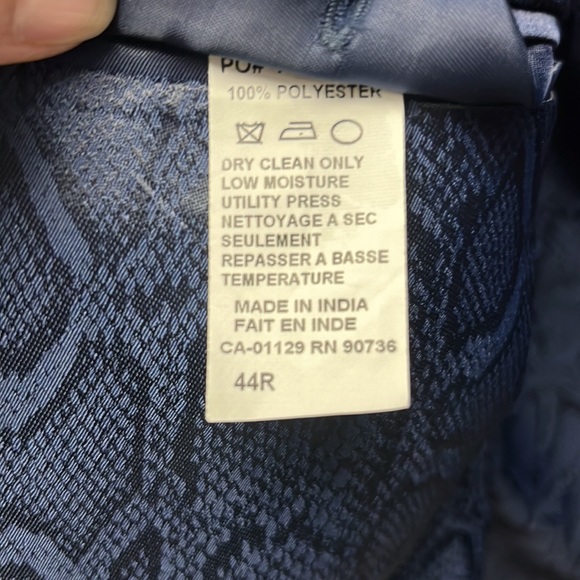 PO#
100% POLYESTER
DRY CLEAN ONLY
LOW MOISTURE
UTILITY PRESS
NETTOYAGE A SEC
SEULEMENT
REPASSER A BASSE
TEMPERATURE
MADE IN INDIA
FAIT EN INDE
CA-01129 RN 90736
44R